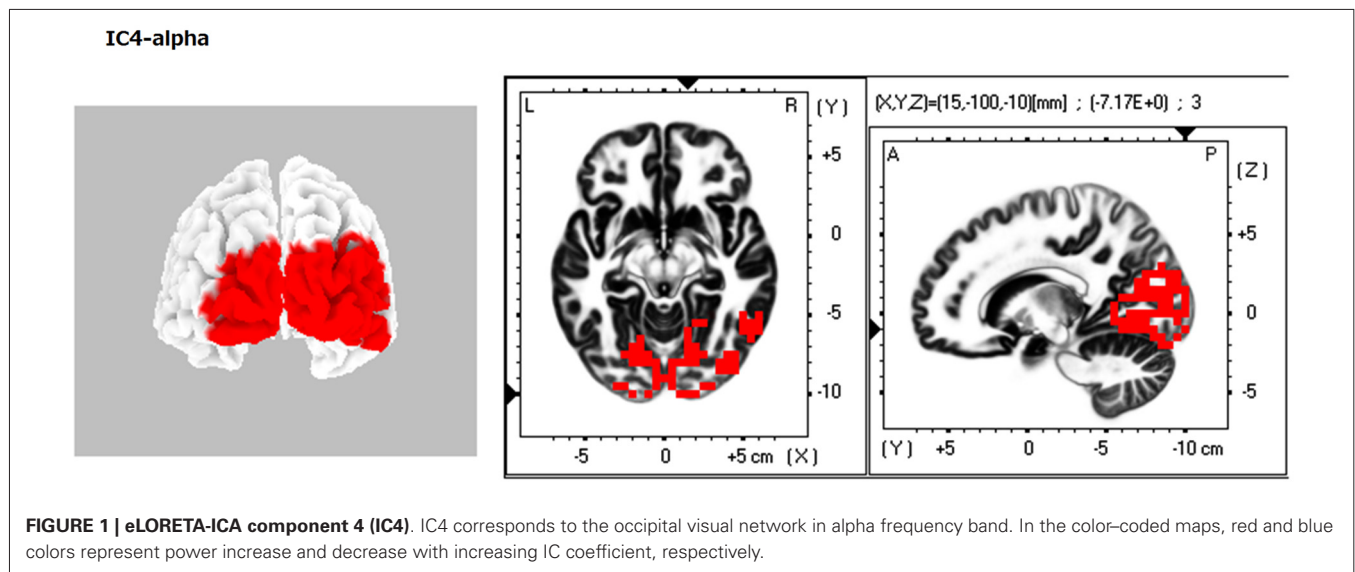 IC4-alpha
L R (Y)
+5
0
-5
-10
-5 0 +5 cm (X)
(X,Y,Z)=(15,-100,-10)[mm] ; (-7.17E+0) ; 3
A P (Z)
+5
0
-5
(Y) +5 0 -5 -10 cm
FIGURE 1 | eLORETA-ICA component 4 (IC4). IC4 corresponds to the occipital visual network in alpha frequency band. In the color–coded maps, red and blue
colors represent power increase and decrease with increasing IC coefficient, respectively.